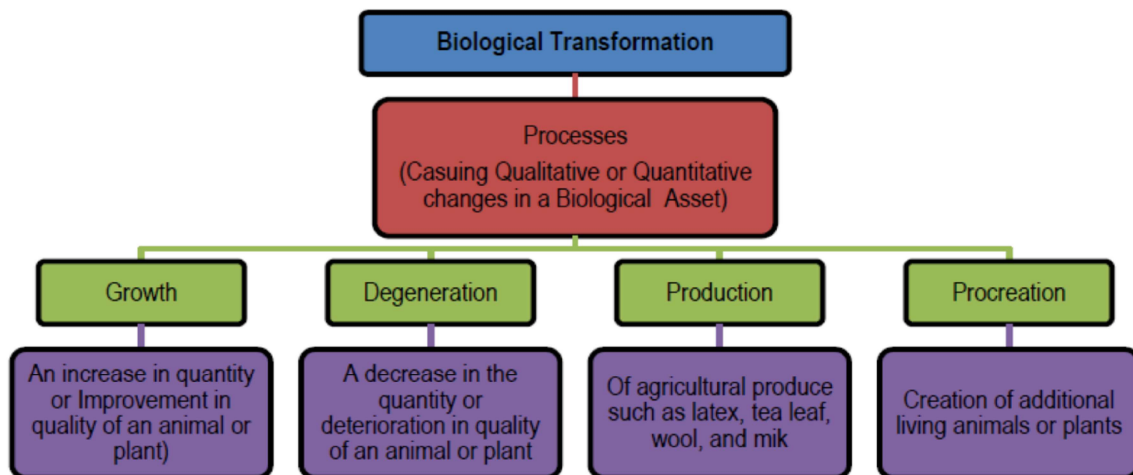 Biological Transformation
Processes
(Casuing Qualitative or Quantitative
changes in a Biological Asset)
Growth
Degeneration
Production
Procreation
An increase in quantity
or Improvement in
quality of an animal or
plant)
A decrease in the
quantity or
deterioration in quality
of an animal or plant
Of agricultural produce
such as latex, tea leaf,
wool, and mik
Creation of additional
living animals or plants